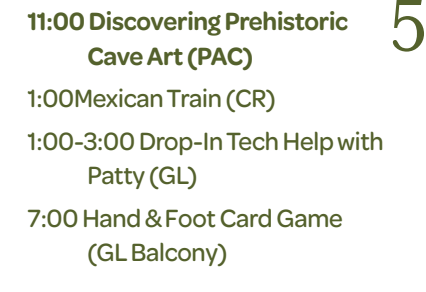 5
11:00 Discovering Prehistoric
Cave Art (PAC)
1:00Mexican Train (CR)
1:00-3:00 Drop-In Tech Help with
Patty (GL)
7:00 Hand & Foot Card Game
(GL Balcony)